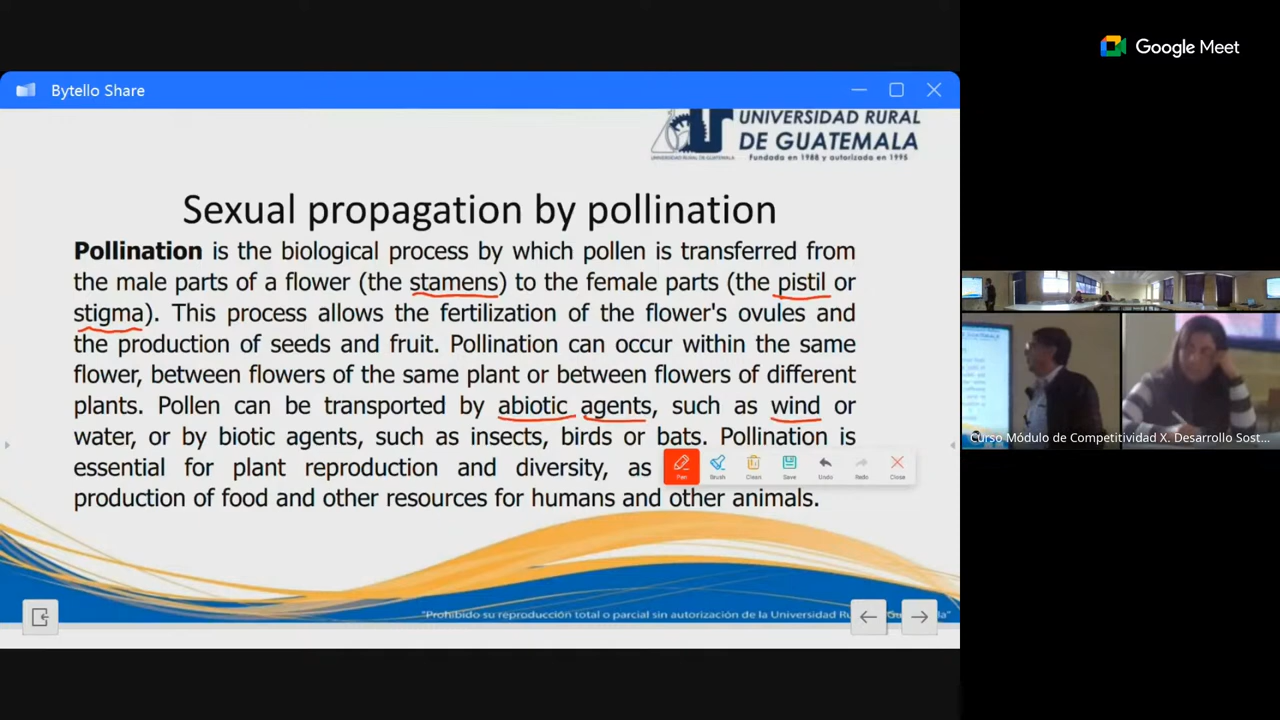 Google Meet
Bytello Share
UNIVERSIDAD RURAL
DE GUATEMALA
UNIVERSIDAD RURAL DE GUATEMALA
Fundada en 1988 y autorizada en 1995
Sexual propagation by pollination
Pollination is the biological process by which pollen is transferred from
the male parts of a flower (the stamens) to the female parts (the pistil or
stigma). This process allows the fertilization of the flower's ovules and
the production of seeds and fruit. Pollination can occur within the same
flower, between flowers of the same plant or between flowers of different
plants. Pollen can be transported by abiotic agents, such as wind or
water, or by biotic agents, such as insects, birds or bats. Pollination is
essential for plant reproduction and diversity, as
production of food and other resources for humans and other animals.
Pen Brush Clean Save Undo Redo Close
"Prohibido su reproducción total o parcial sin autorización de la Universidad Ru
Curso Módulo de Competitividad X. Desarrollo Sost...